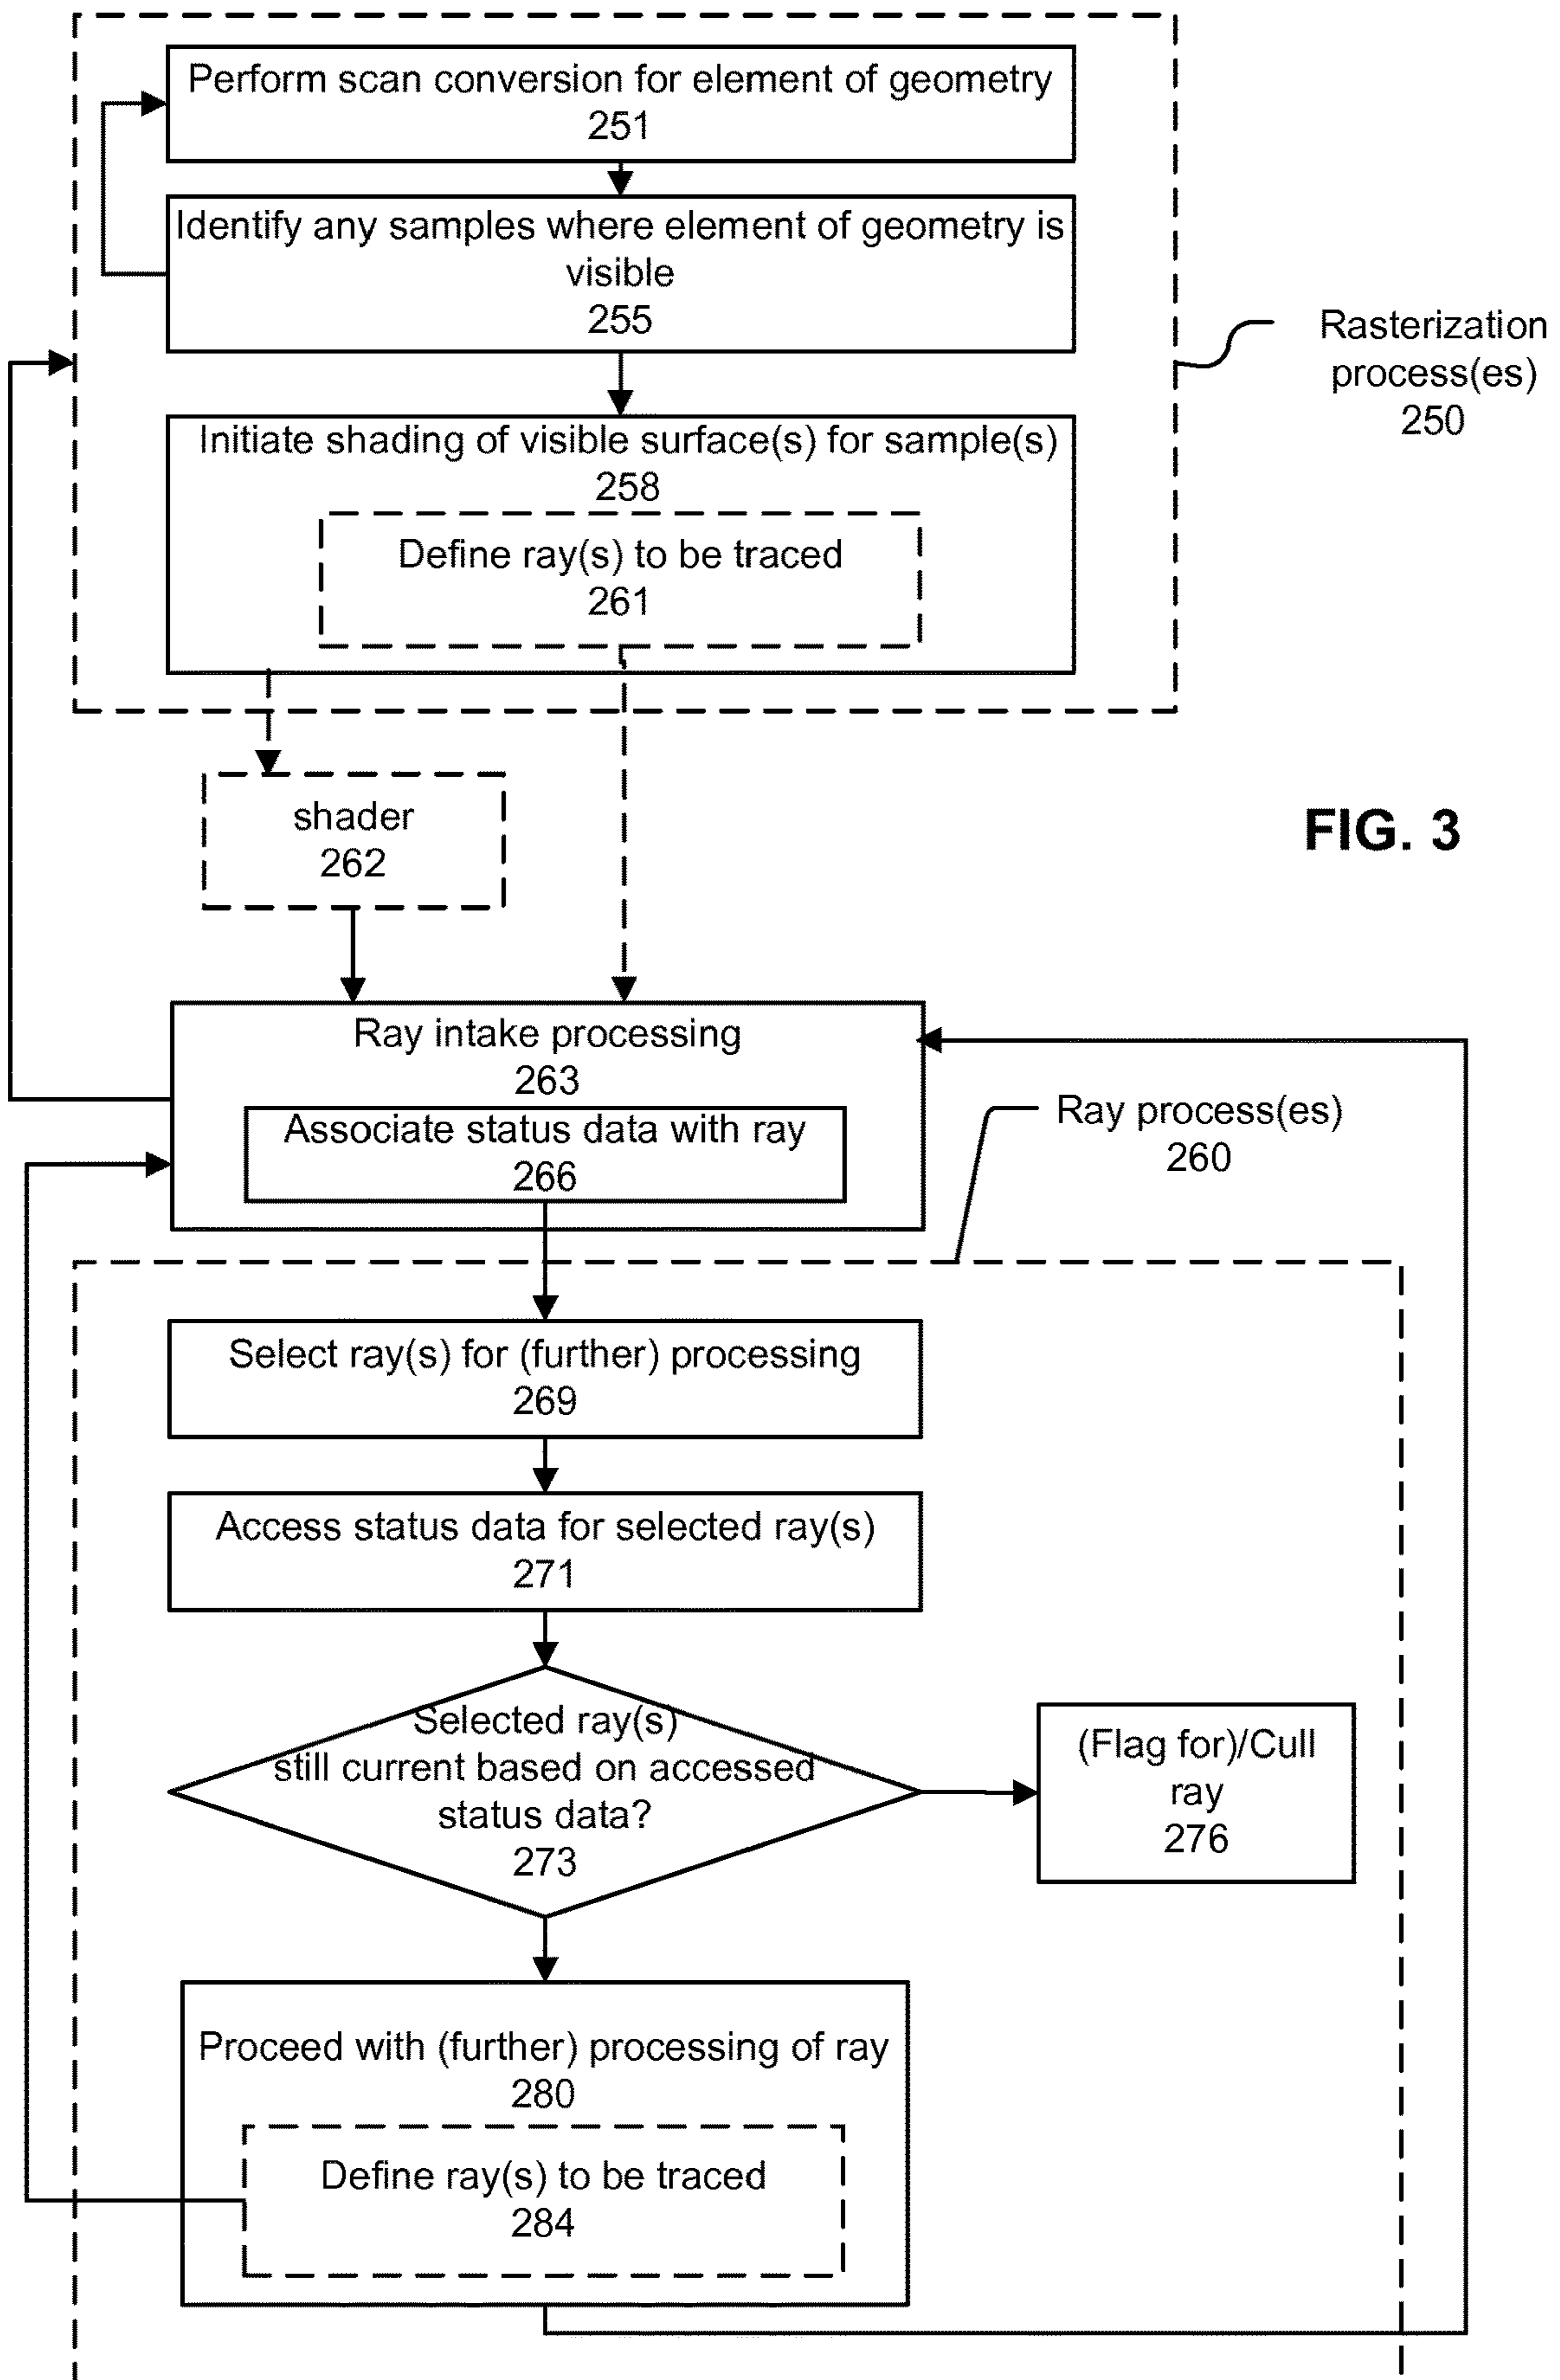 Perform scan conversion for element of geometry
251
Identify any samples where element of geometry is
visible
255
Rasterization
process(es)
250
Initiate shading of visible surface(s) for sample(s)
258
Define ray(s) to be traced
261
shader
262
FIG. 3
Ray intake processing
263
Associate status data with ray
266
Ray process(es)
260
Select ray(s) for (further) processing
269
Access status data for selected ray(s)
271
Selected ray(s)
still current based on accessed
status data?
273
(Flag for)/Cull
ray
276
Proceed with (further) processing of ray
280
Define ray(s) to be traced
284